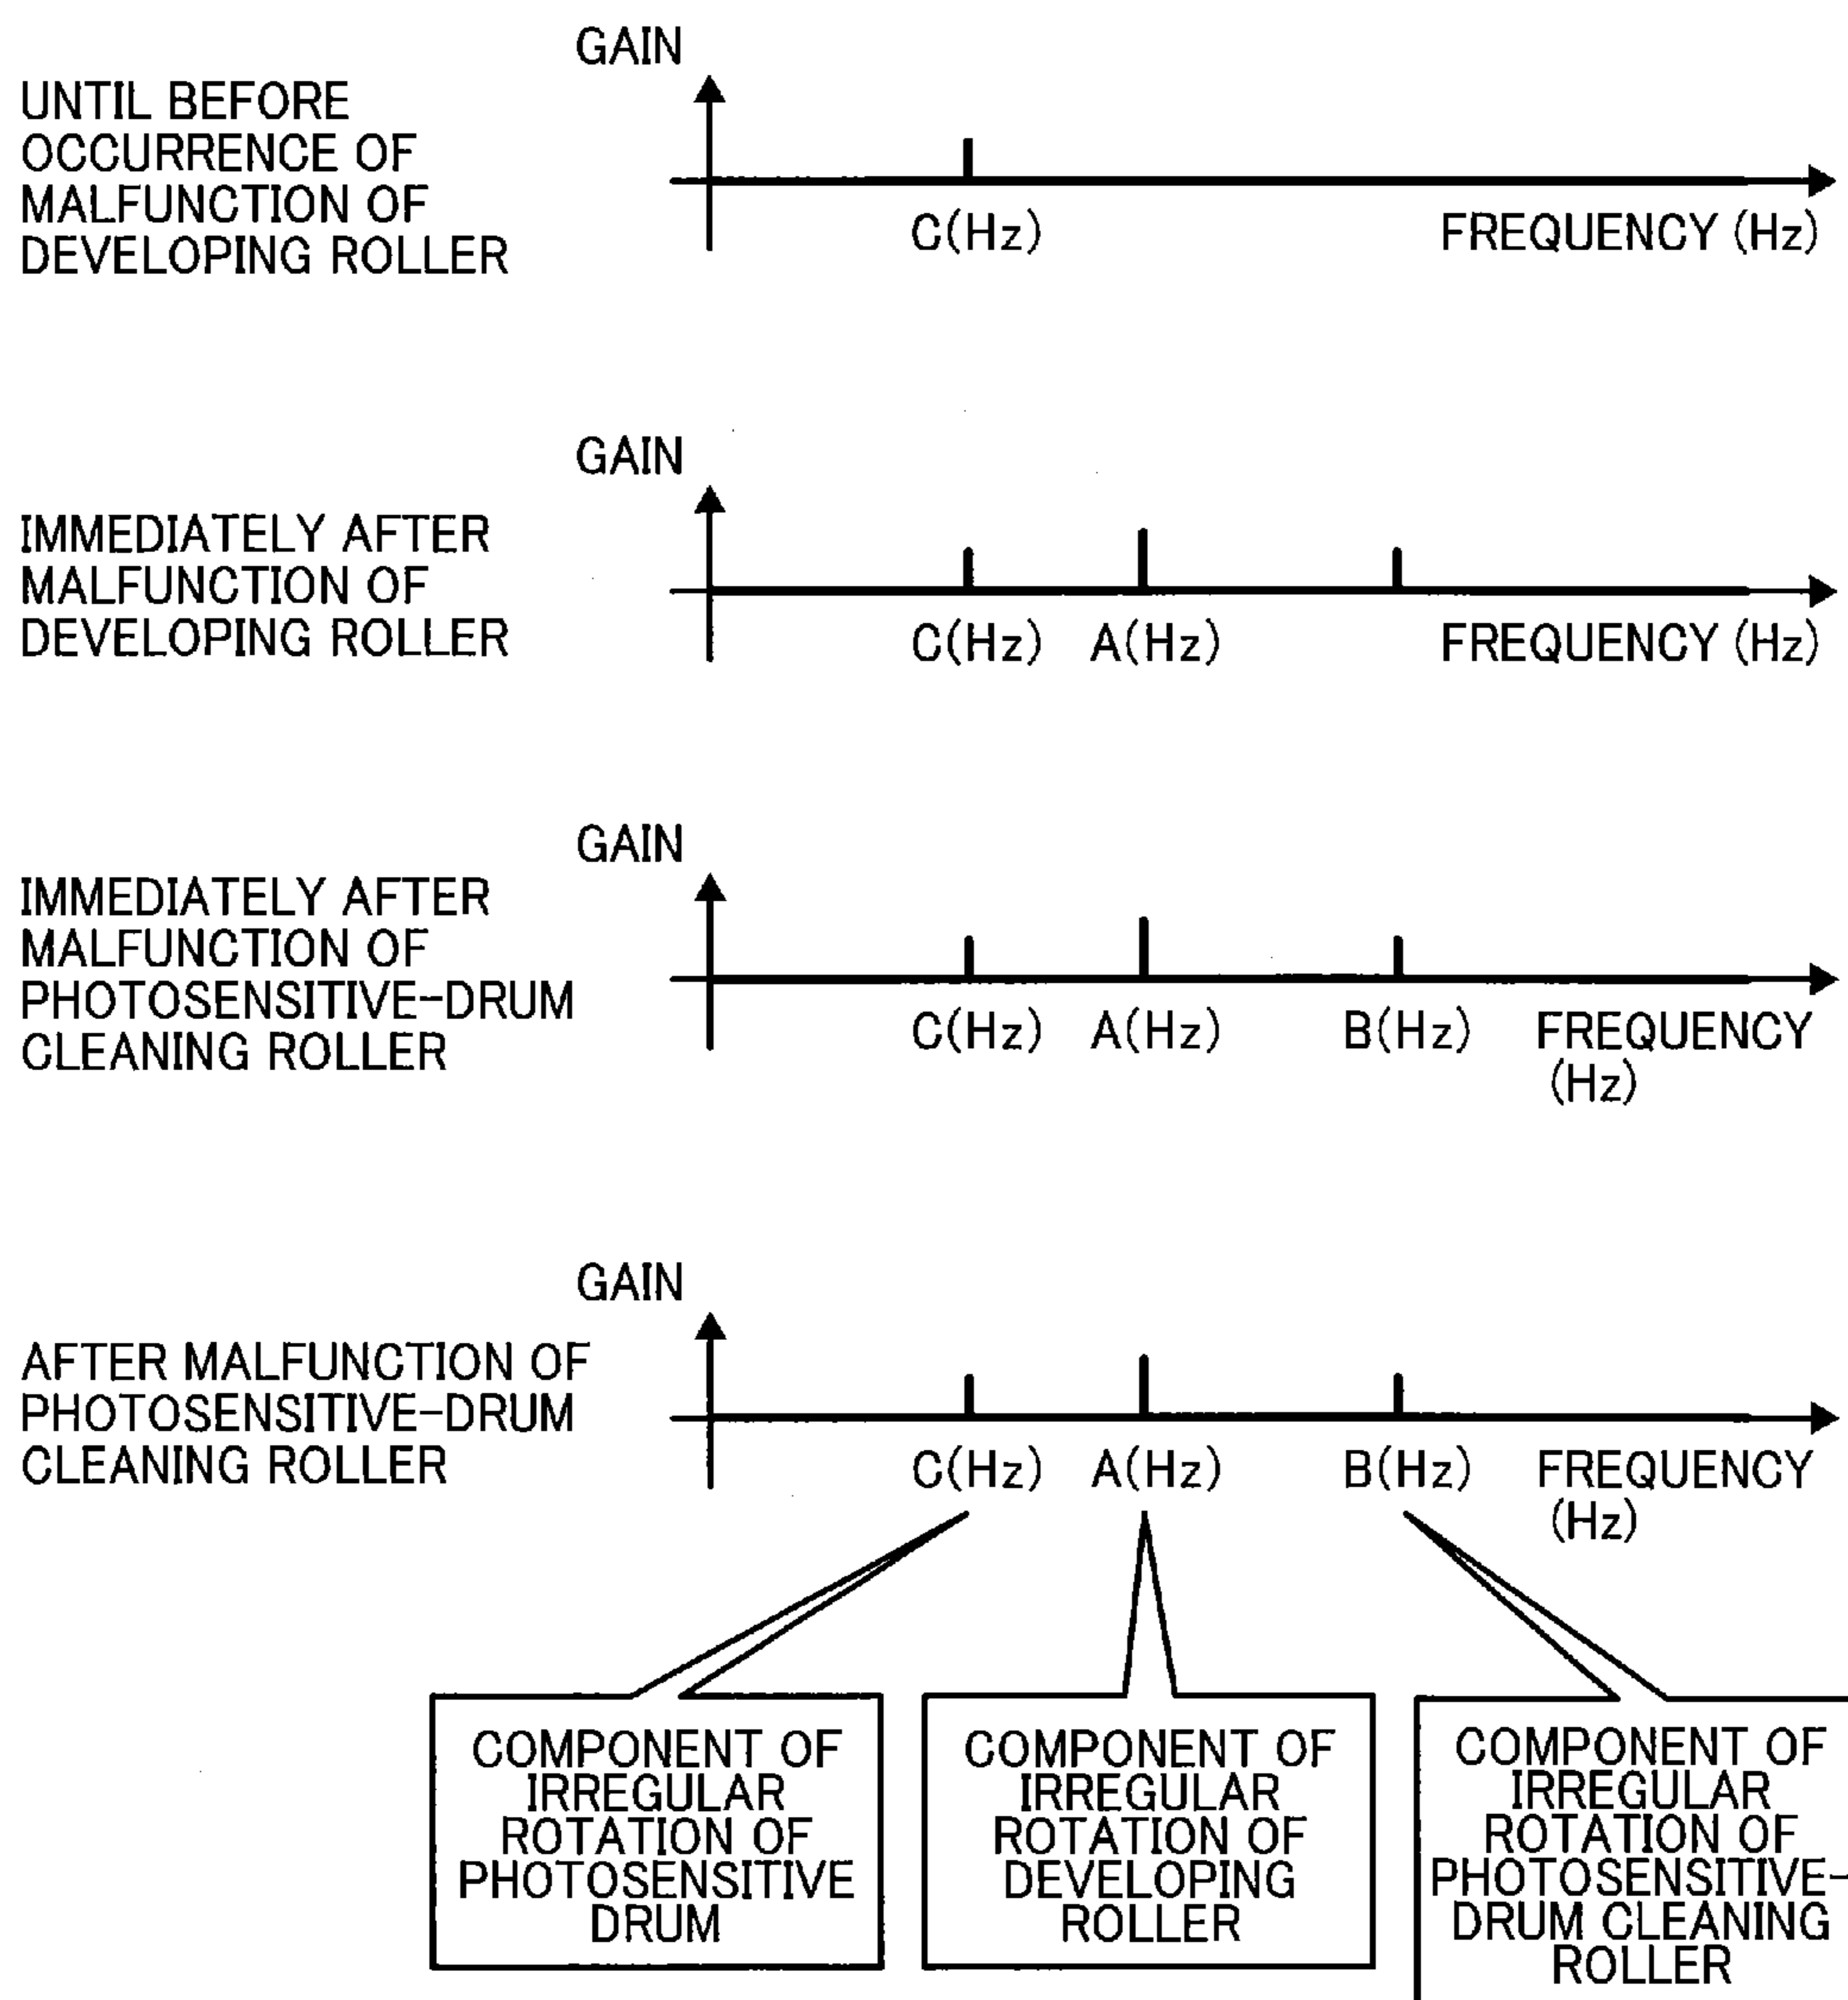 GAIN
UNTIL BEFORE
OCCURRENCE OF
MALFUNCTION OF
DEVELOPING ROLLER
C(Hz)
FREQUENCY (Hz)
GAIN
IMMEDIATELY AFTER
MALFUNCTION OF
DEVELOPING ROLLER
C(Hz)
A(Hz)
FREQUENCY (Hz)
GAIN
IMMEDIATELY AFTER
MALFUNCTION OF
PHOTOSENSITIVE-DRUM
CLEANING ROLLER
C(Hz)
A(Hz)
B(Hz)
FREQUENCY
(Hz)
GAIN
AFTER MALFUNCTION OF
PHOTOSENSITIVE-DRUM
CLEANING ROLLER
C(Hz)
A(Hz)
B(Hz)
FREQUENCY
(Hz)
COMPONENT OF
IRREGULAR
ROTATION OF
PHOTOSENSITIVE
DRUM
COMPONENT OF
IRREGULAR
ROTATION OF
DEVELOPING
ROLLER
COMPONENT OF
IRREGULAR
ROTATION OF
PHOTOSENSITIVE-
DRUM CLEANING
ROLLER